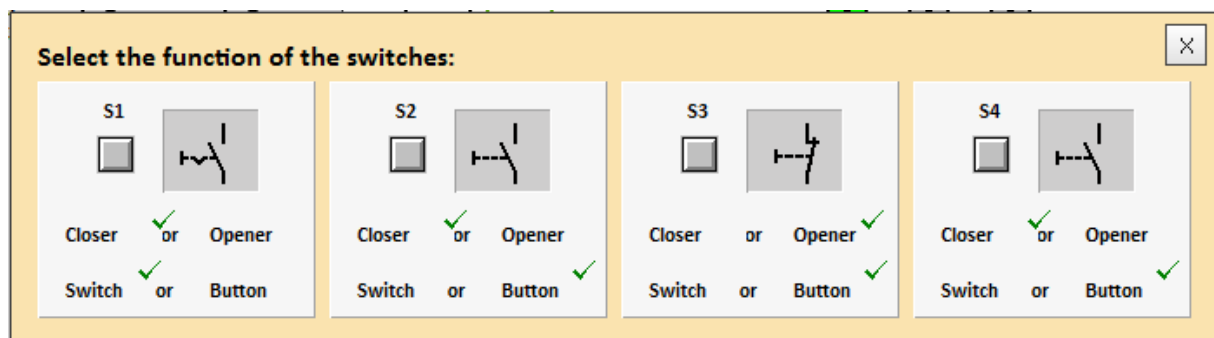 Select the function of the switches:
S1
Closer or Opener
Switch or Button
S2
Closer or Opener
Switch or Button
S3
Closer or Opener
Switch or Button
S4
Closer or Opener
Switch or Button